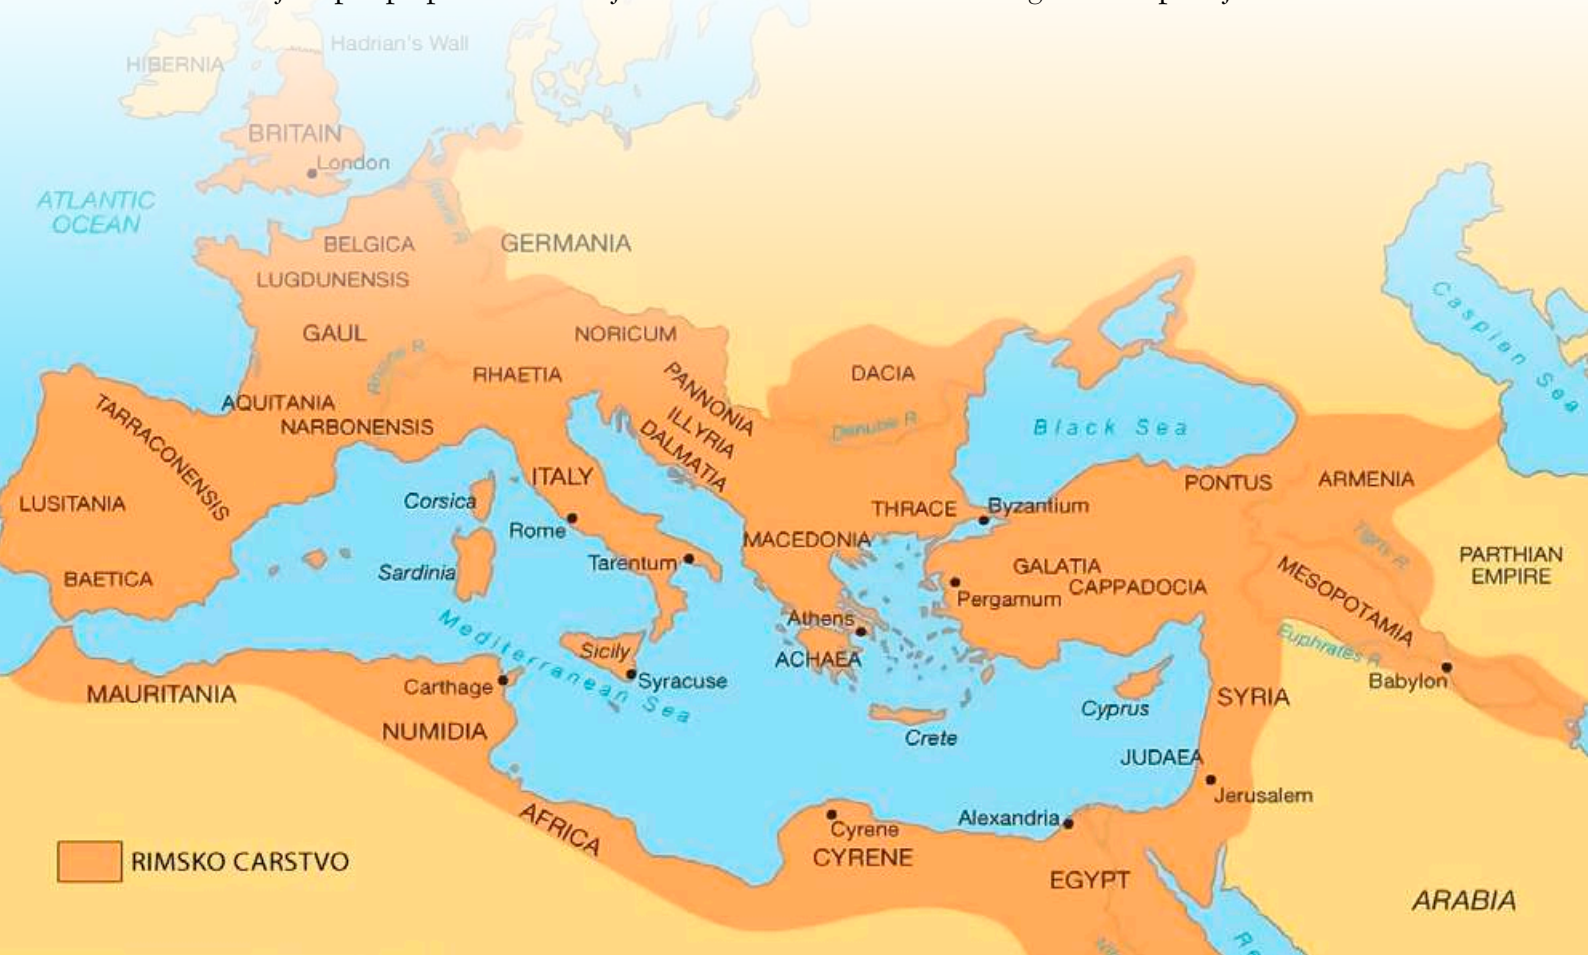 Hadrian's Wall
HIBERNIA
BRITAIN
London
ATLANTIC
OCEAN
BELGICA
GERMANIA
LUGDUNENSIS
GAUL
NORICUM
RHAETIA
PANNONIA
DACIA
AQUITANIA
NARBONENSIS
TARRACONENSIS
ILLYRIA
DALMATIA
Danube R.
Black Sea
Caspian Sea
ITALY
LUSITANIA
Corsica
Rome
THRACE
Byzantium
PONTUS
ARMENIA
MACEDONIA
Tarentum
Sardinia
BAETICA
GALATIA
CAPPADOCIA
Pergamum
Tigris R.
PARTHIAN
EMPIRE
MESOPOTAMIA
Athens
Mediterranean Sea
Sicily
ACHAEA
Euphrates R.
Babylon
MAURITANIA
Carthage
Syracuse
NUMIDIA
Crete
Cyprus
SYRIA
JUDAEA
Jerusalem
AFRICA
Cyrene
CYRENE
Alexandria
EGYPT
ARABIA
RIMSKO CARSTVO